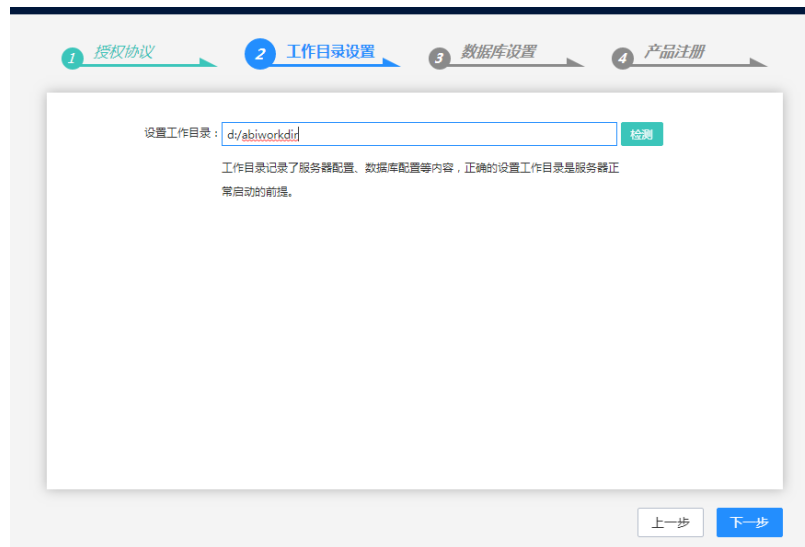 1 授权协议 2 工作目录设置 3 数据库设置 4 产品注册
设置工作目录： d:/abiworkdir 检测
工作目录记录了服务器配置、数据库配置等内容，正确的设置工作目录是服务器正
常启动的前提。
上一步 下一步